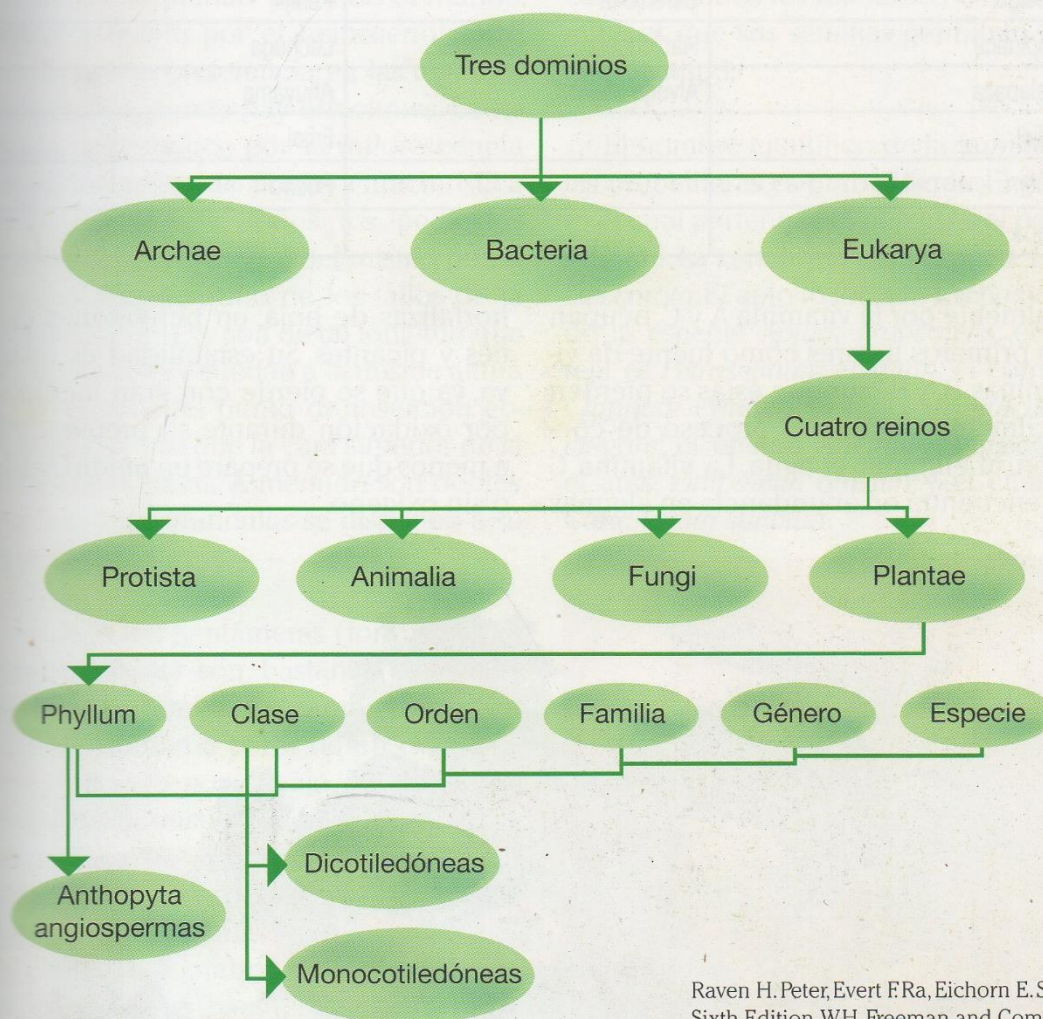 Tres dominios
Archae
Bacteria
Eukarya
Cuatro reinos
Protista
Animalia
Fungi
Plantae
Phyllum
Clase
Orden
Familia
Género
Especie
Dicotiledóneas
Anthopyta
angiospermas
Monocotiledóneas
Raven H. Peter, Evert F. Ra, Eichorn E. S
Sixth Edition W.H. Freeman and Com